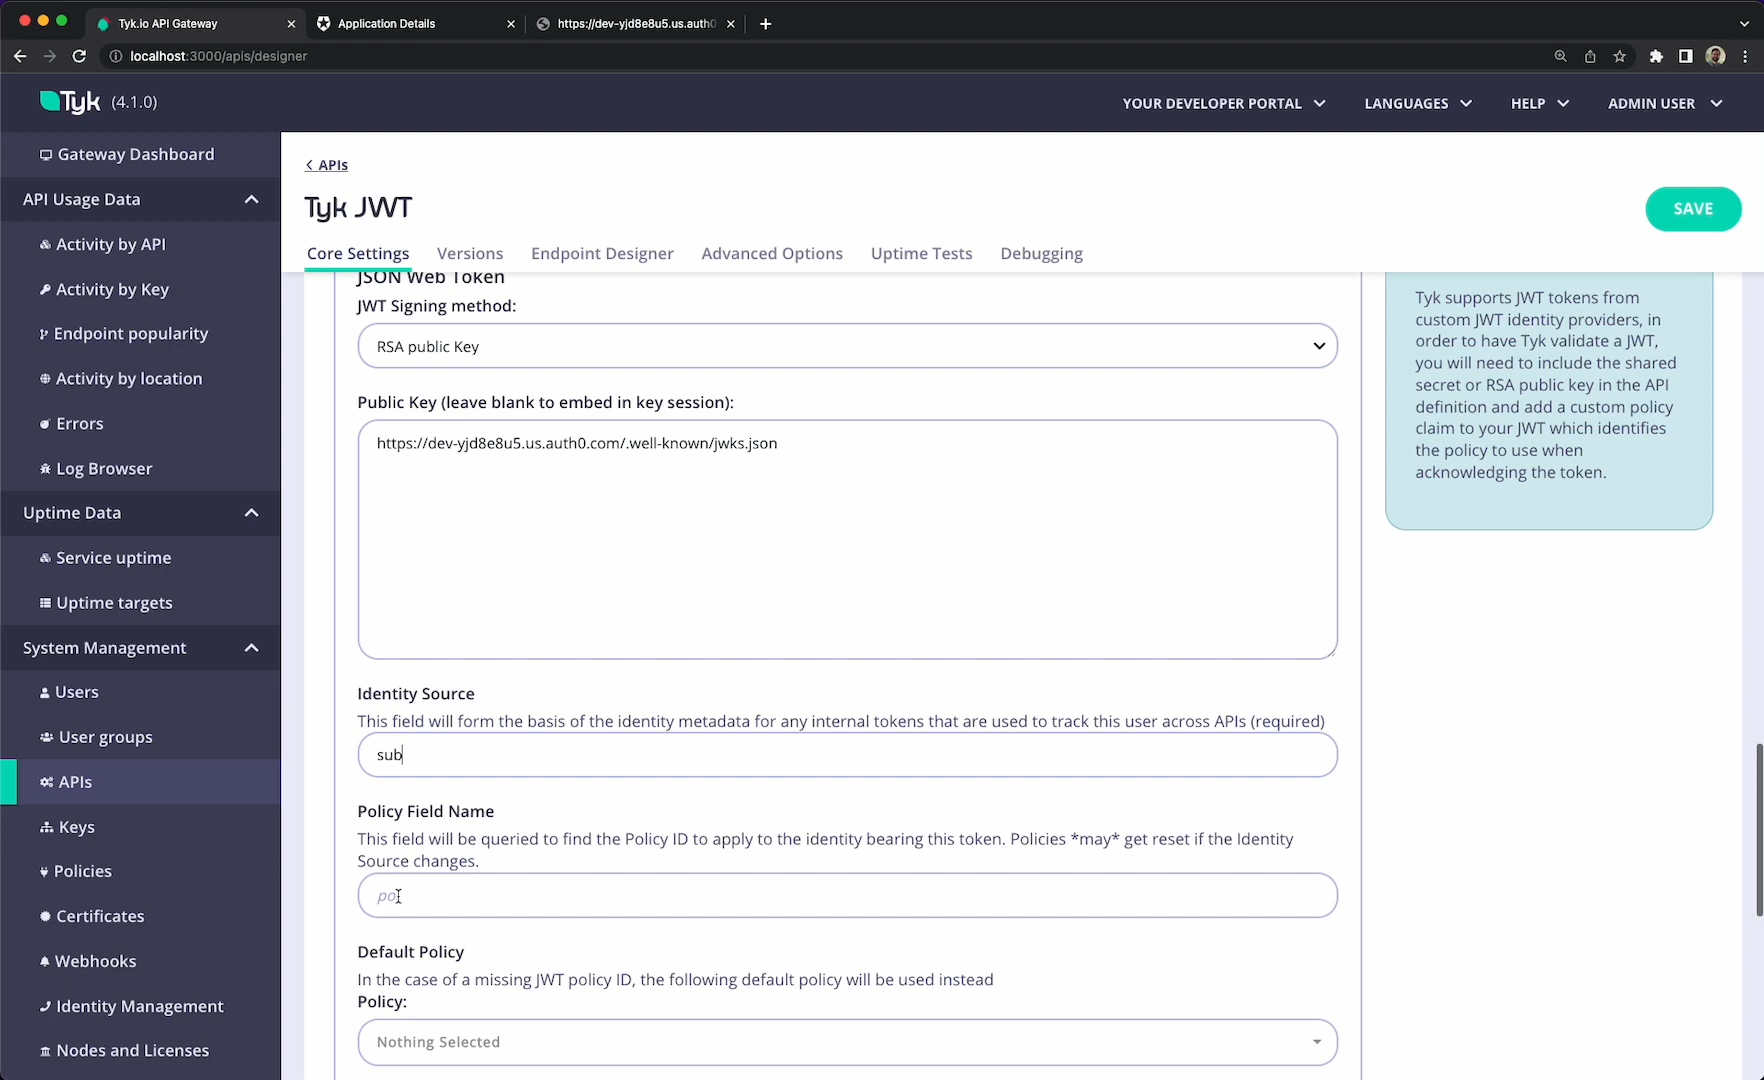 Tyk.io API Gateway
Application Details
https://dev-yjd8e8u5.us.auth0
localhost:3000/apis/designer
Tyk (4.1.0)
YOUR DEVELOPER PORTAL
LANGUAGES
HELP
ADMIN USER
Gateway Dashboard
API Usage Data
Activity by API
Activity by Key
Endpoint popularity
Activity by location
Errors
Log Browser
Uptime Data
Service uptime
Uptime targets
System Management
Users
User groups
APIs
Keys
Policies
Certificates
Webhooks
Identity Management
Nodes and Licenses
< APIs
Tyk JWT
SAVE
Core Settings
Versions
Endpoint Designer
Advanced Options
Uptime Tests
Debugging
JSON Web Token
JWT Signing method:
RSA public Key
Public Key (leave blank to embed in key session):
https://dev-yjd8e8u5.us.auth0.com/.well-known/jwks.json
Identity Source
This field will form the basis of the identity metadata for any internal tokens that are used to track this user across APIs (required)
sub
Policy Field Name
This field will be queried to find the Policy ID to apply to the identity bearing this token. Policies *may* get reset if the Identity
Source changes.
pol
Default Policy
In the case of a missing JWT policy ID, the following default policy will be used instead
Policy:
Nothing Selected
Tyk supports JWT tokens from
custom JWT identity providers, in
order to have Tyk validate a JWT,
you will need to include the shared
secret or RSA public key in the API
definition and add a custom policy
claim to your JWT which identifies
the policy to use when
acknowledging the token.